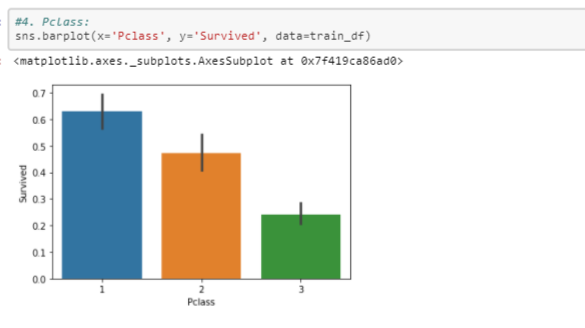 #4. Pclass:
sns.barplot(x='Pclass', y='Survived', data=train_df)
<matplotlib.axes._subplots.AxesSubplot at 0x7f419ca86ad0>
0.7
0.6
0.5
0.4
0.3
0.2
0.1
0.0
Survived
1 2 3
Pclass